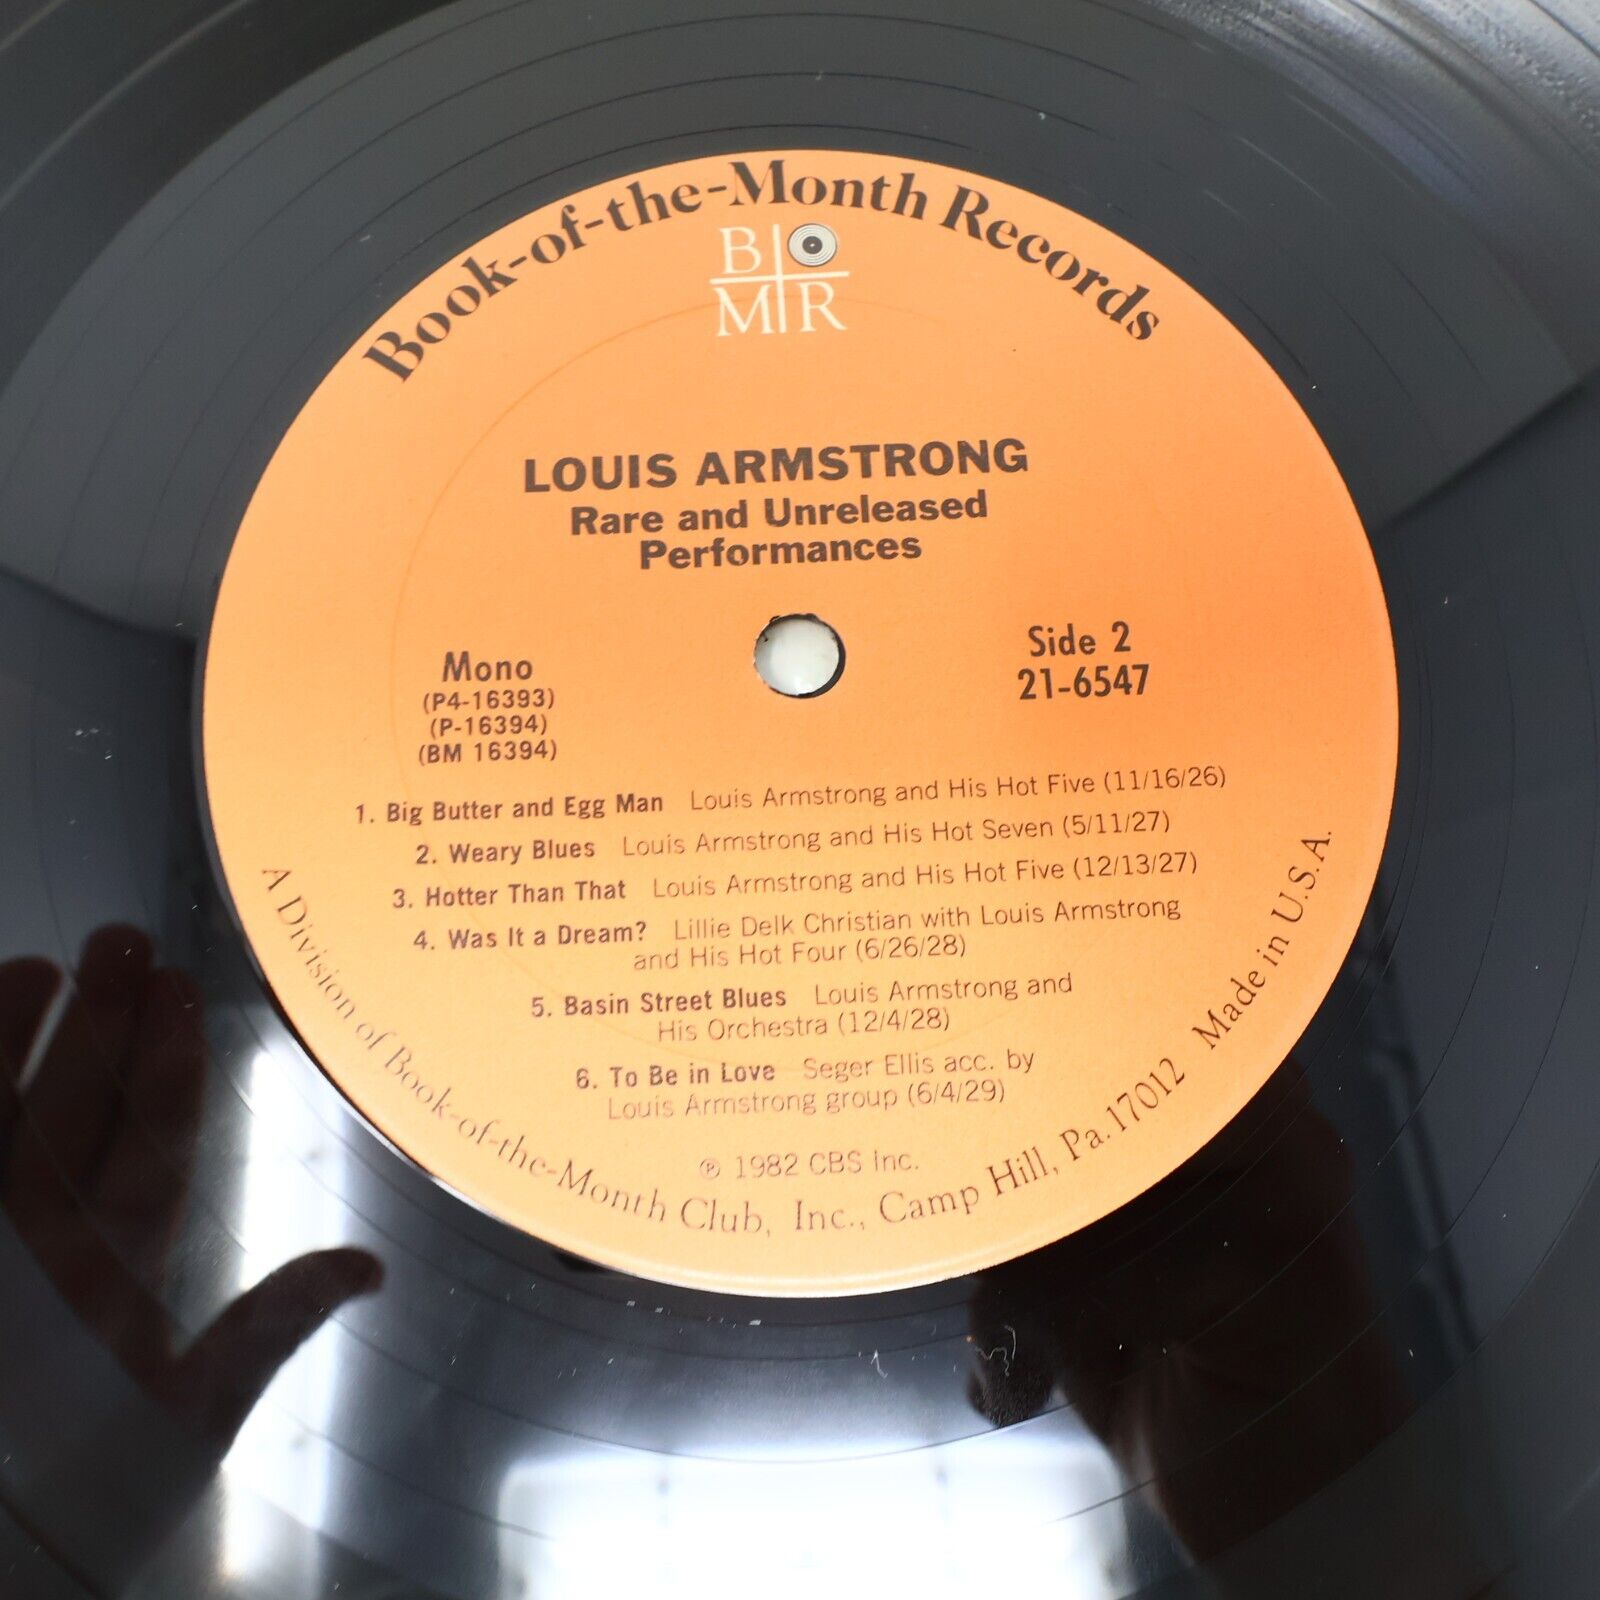 Book-of-the-Month Records
B
M R
LOUIS ARMSTRONG
Rare and Unreleased
Performances
Mono
(P4-16393)
(P-16394)
(BM 16394)
Side 2
21-6547
1. Big Butter and Egg Man Louis Armstrong and His Hot Five (11/16/26)
2. Weary Blues Louis Armstrong and His Hot Seven (5/11/27)
3. Hotter Than That Louis Armstrong and His Hot Five (12/13/27)
4. Was It a Dream? Lillie Delk Christian with Louis Armstrong
and His Hot Four (6/26/28)
5. Basin Street Blues Louis Armstrong and
His Orchestra (12/4/28)
6. To Be in Love Seger Ellis acc. by
Louis Armstrong group (6/4/29)
℗ 1982 CBS Inc.
A Division of Book-of-the-Month Club, Inc., Camp Hill, Pa. 17012 Made in U.S.A.